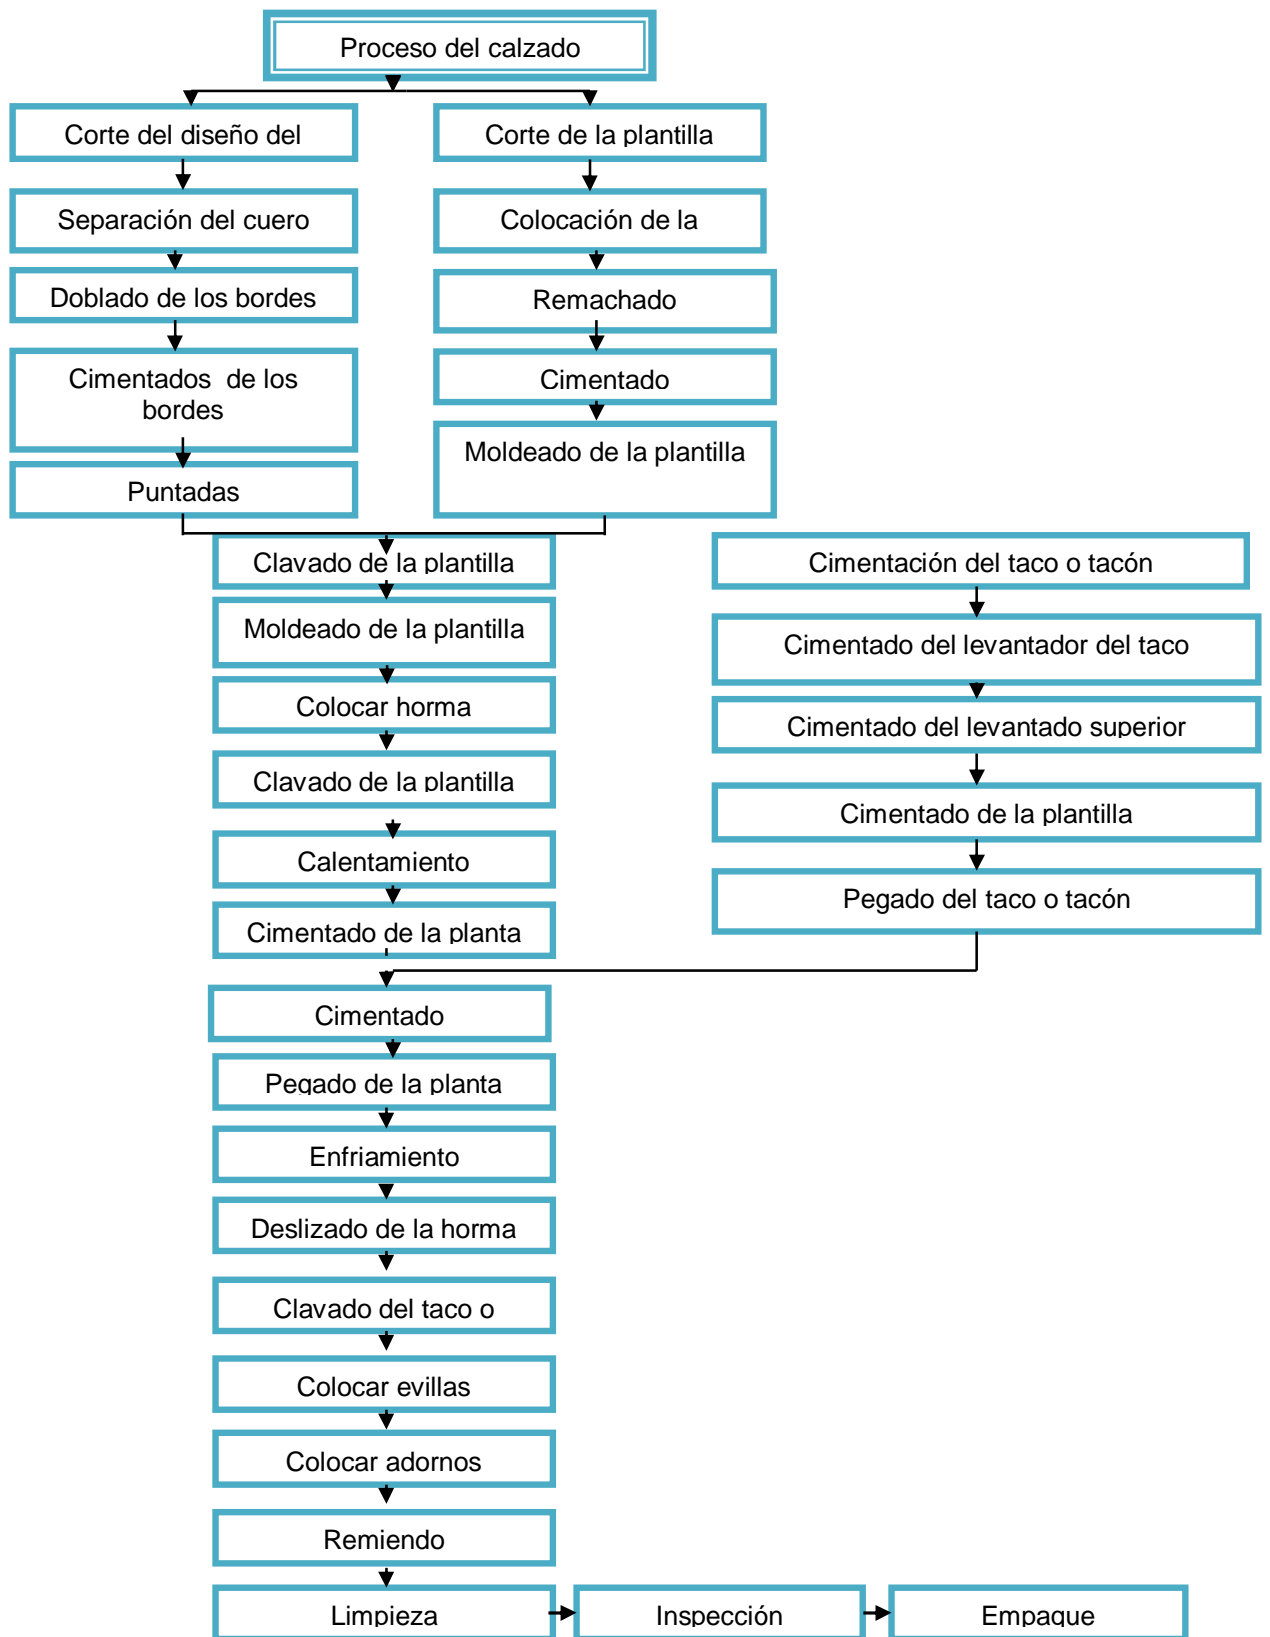 Proceso del calzado
Corte del diseño del
Separación del cuero
Doblado de los bordes
Cimentados de los
bordes
Puntadas
Corte de la plantilla
Colocación de la
Remachado
Cimentado
Moldeado de la plantilla
Clavado de la plantilla
Moldeado de la plantilla
Colocar horma
Clavado de la plantilla
Calentamiento
Cimentado de la planta
Cimentación del taco o tacón
Cimentado del levantador del taco
Cimentado del levantado superior
Cimentado de la plantilla
Pegado del taco o tacón
Cimentado
Pegado de la planta
Enfriamiento
Deslizado de la horma
Clavado del taco o
Colocar evillas
Colocar adornos
Remiendo
Limpieza
Inspección
Empaque